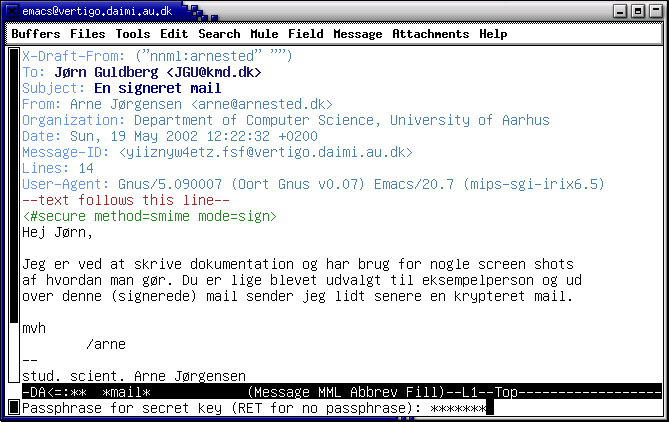 emacs@vertigo.daimi.au.dk
Buffers Files Tools Edit Search Mule Field Message Attachments Help
X-Draft-From: ("nnml:arnested" "")
To: Jørn Guldberg <JGU@kmd.dk>
Subject: En signeret mail
From: Arne Jørgensen <arne@arnested.dk>
Organization: Department of Computer Science, University of Aarhus
Date: Sun, 19 May 2002 12:22:32 +0200
Message-ID: <yiiznyw4etz.fsf@vertigo.daimi.au.dk>
Lines: 14
User-Agent: Gnus/5.090007 (Oort Gnus v0.07) Emacs/20.7 (mips-sgi-irix6.5)
--text follows this line--
<#secure method=smime mode=sign>
Hej Jørn,
Jeg er ved at skrive dokumentation og har brug for nogle screen shots
af hvordan man gør. Du er lige blevet udvalgt til eksempelperson og ud
over denne (signerede) mail sender jeg lidt senere en krypteret mail.
mvh
/arne
--
stud. scient. Arne Jørgensen
-DA<=:** *mail* (Message MML Abbrev Fill)--L1--Top------------------
Passphrase for secret key (RET for no passphrase): *******